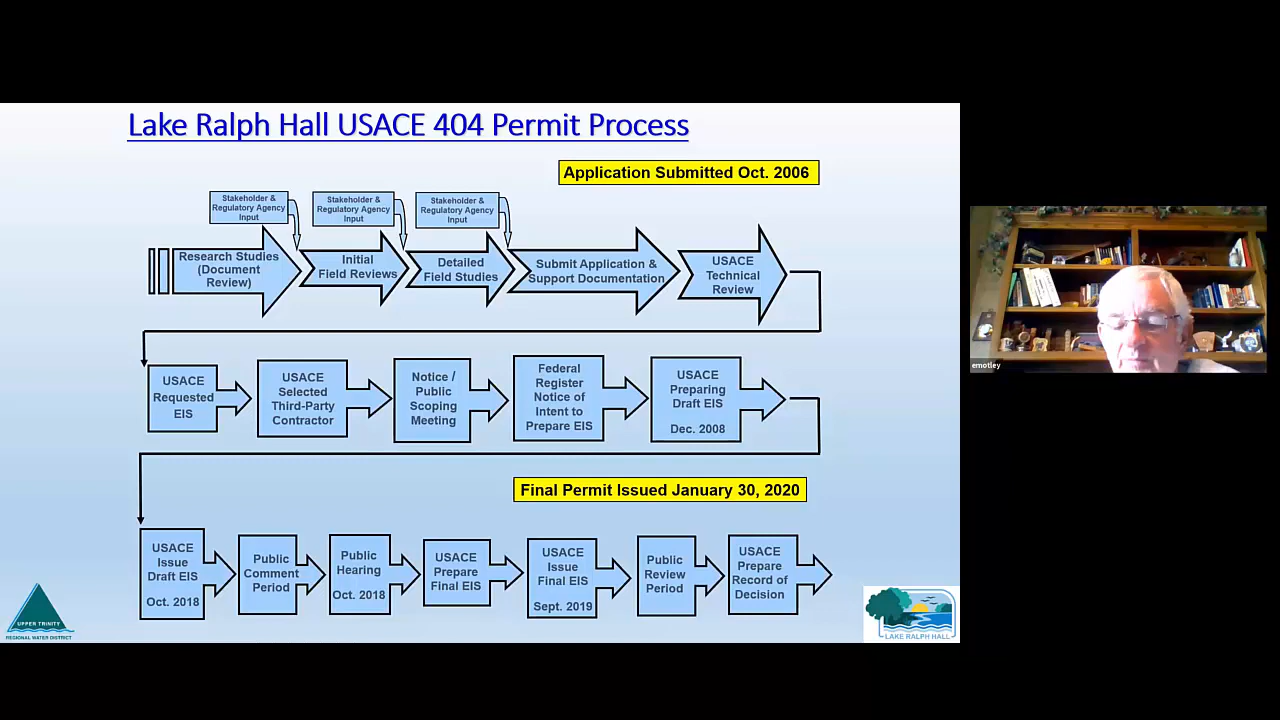 Lake Ralph Hall USACE 404 Permit Process
Application Submitted Oct. 2006
Stakeholder &
Regulatory Agency
Input
Stakeholder &
Regulatory Agency
Input
Stakeholder &
Regulatory Agency
Input
Research Studies
(Document
Review)
Initial
Field Reviews
Detailed
Field Studies
Submit Application &
Support Documentation
USACE
Technical
Review
USACE
Requested
EIS
USACE
Selected
Third-Party
Contractor
Notice /
Public
Scoping
Meeting
Federal
Register
Notice of
Intent to
Prepare EIS
USACE
Preparing
Draft EIS
Dec. 2008
Final Permit Issued January 30, 2020
USACE
Issue
Draft EIS
Oct. 2018
Public
Comment
Period
Public
Hearing
Oct. 2018
USACE
Prepare
Final EIS
USACE
Issue
Final EIS
Sept. 2019
Public
Review
Period
USACE
Prepare
Record of
Decision
UPPER TRINITY
REGIONAL WATER DISTRICT
LAKE RALPH HALL
emotley